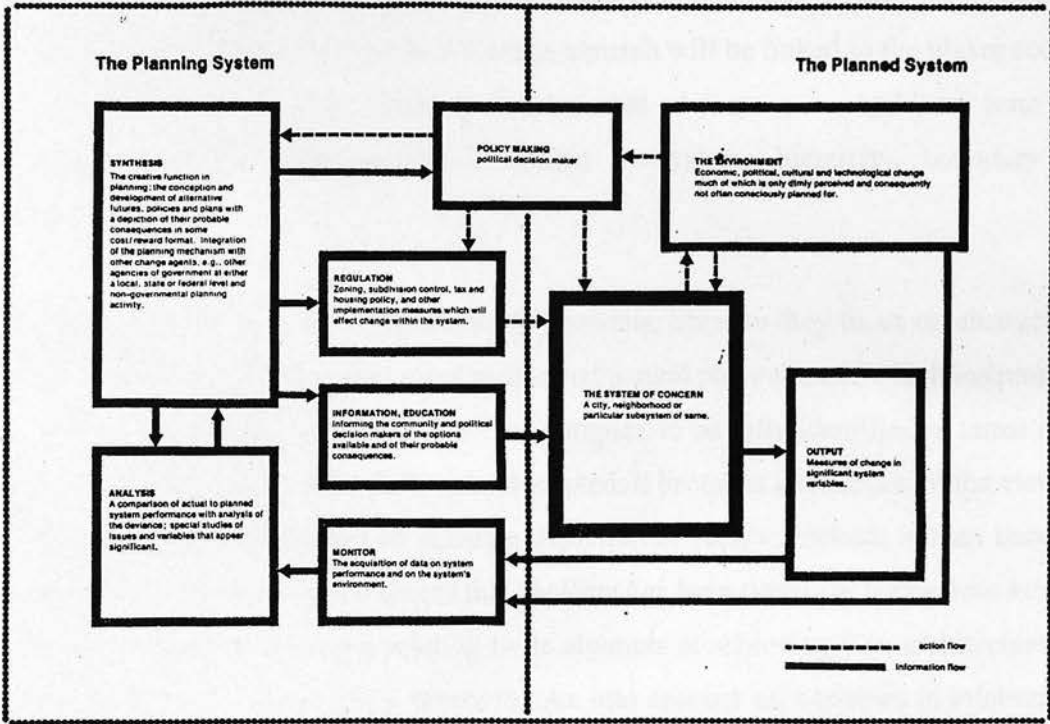 The Planning System
The Planned System
SYNTHESIS
The creative function in
planning; the conception and
development of alternative
futures, policies and plans with
a depiction of their probable
consequences in some
cost/reward format. Integration
of the planning mechanism with
other change agents, e.g., other
agencies of government at either
a local, state or federal level and
non-governmental planning
activity.
POLICY MAKING
political decision maker
THE ENVIRONMENT
Economic, political, cultural and technological change
much of which is only dimly perceived and consequently
not often consciously planned for.
REGULATION
Zoning, subdivision control, tax and
housing policy, and other
implementation measures which will
effect change within the system.
INFORMATION, EDUCATION
Informing the community and political
decision makers of the options
available and of their probable
consequences.
THE SYSTEM OF CONCERN
A city, neighborhood or
particular subsystem of same.
OUTPUT
Measures of change in
significant system
variables.
ANALYSIS
A comparison of actual to planned
system performance with analysis of
the deviance; special studies of
issues and variables that appear
significant.
MONITOR
The acquisition of data on system
performance and on the system's
environment.
action flow
Information flow